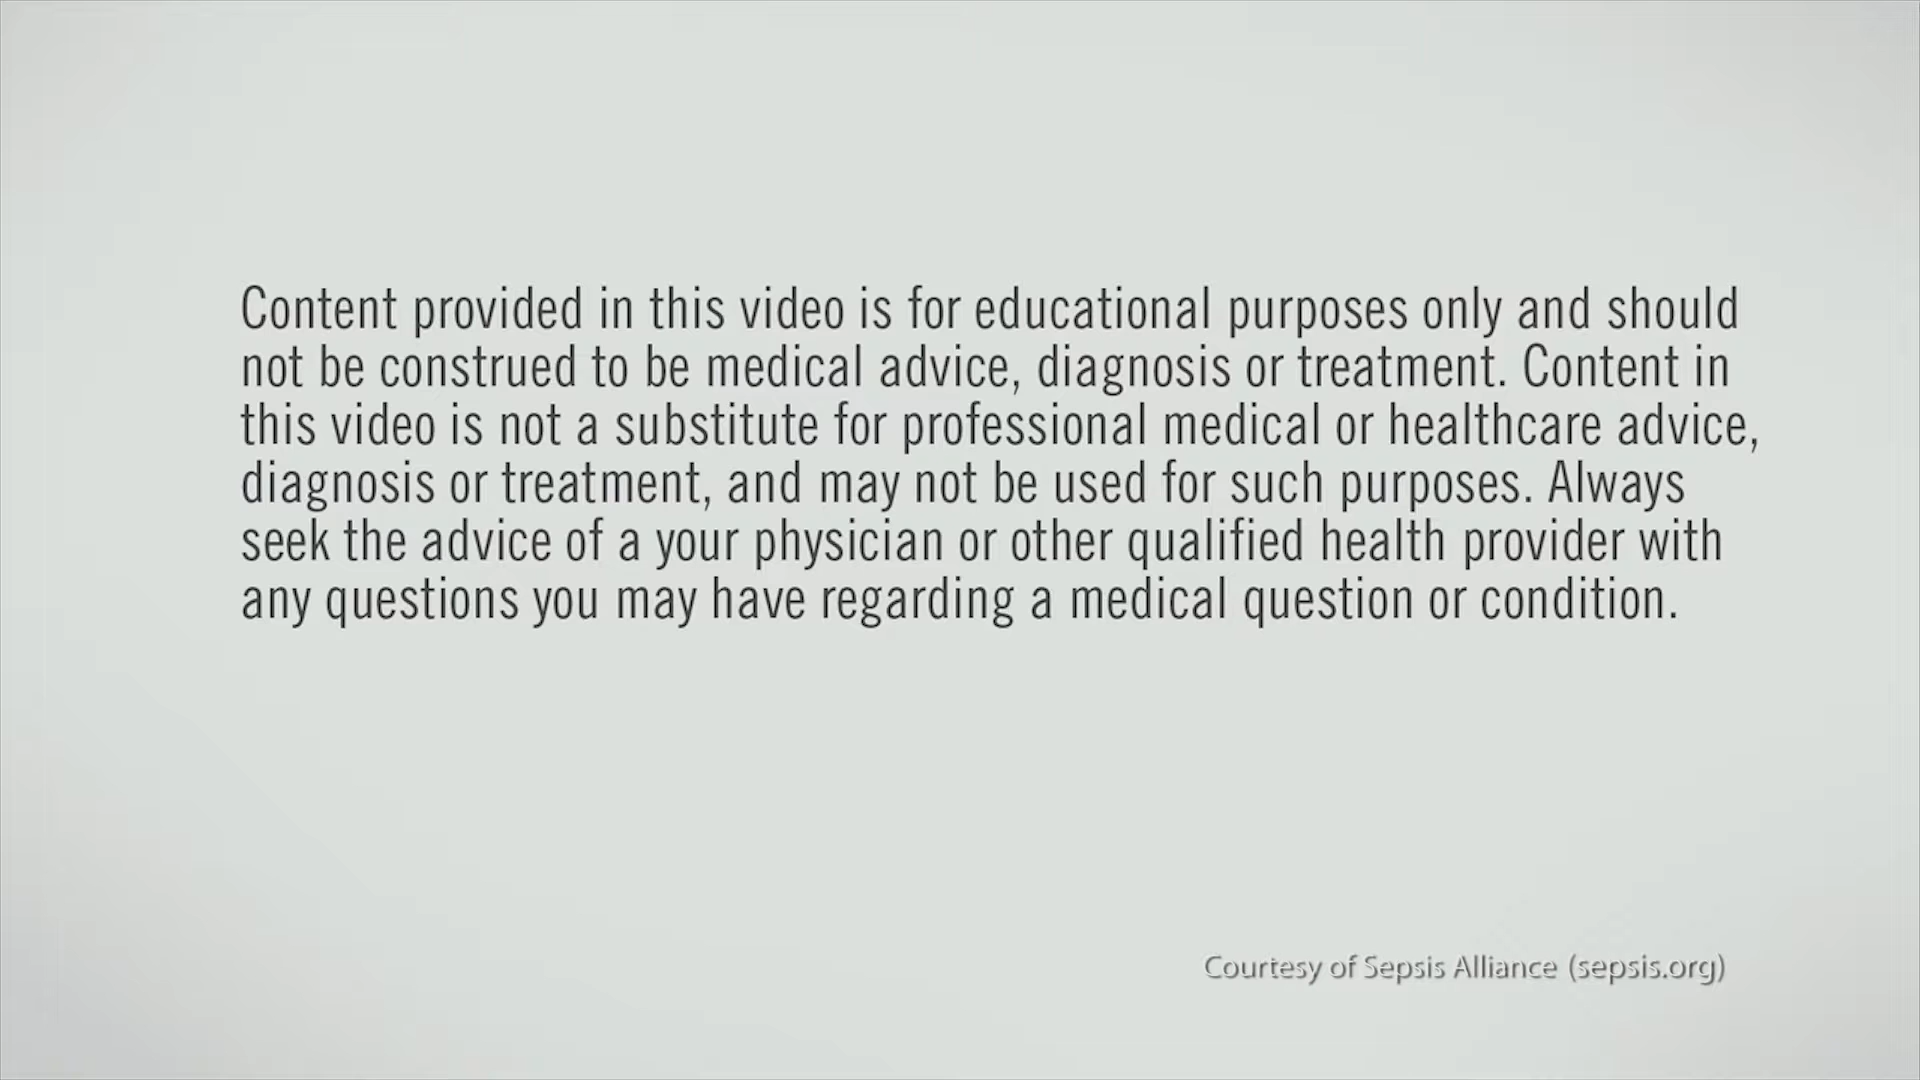 Content provided in this video is for educational purposes only and should
not be construed to be medical advice, diagnosis or treatment. Content in
this video is not a substitute for professional medical or healthcare advice,
diagnosis or treatment, and may not be used for such purposes. Always
seek the advice of a your physician or other qualified health provider with
any questions you may have regarding a medical question or condition.
Courtesy of Sepsis Alliance (sepsis.org)